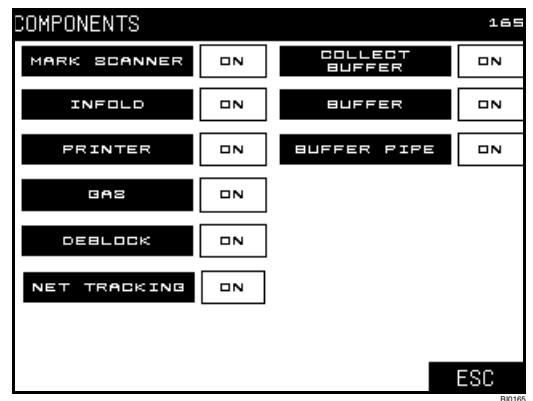 COMPONENTS 165
MARK SCANNER ON
COLLECT BUFFER ON
INFOLD ON
BUFFER ON
PRINTER ON
BUFFER PIPE ON
GAS ON
DEBLOCK ON
NET TRACKING ON
ESC
BI0165